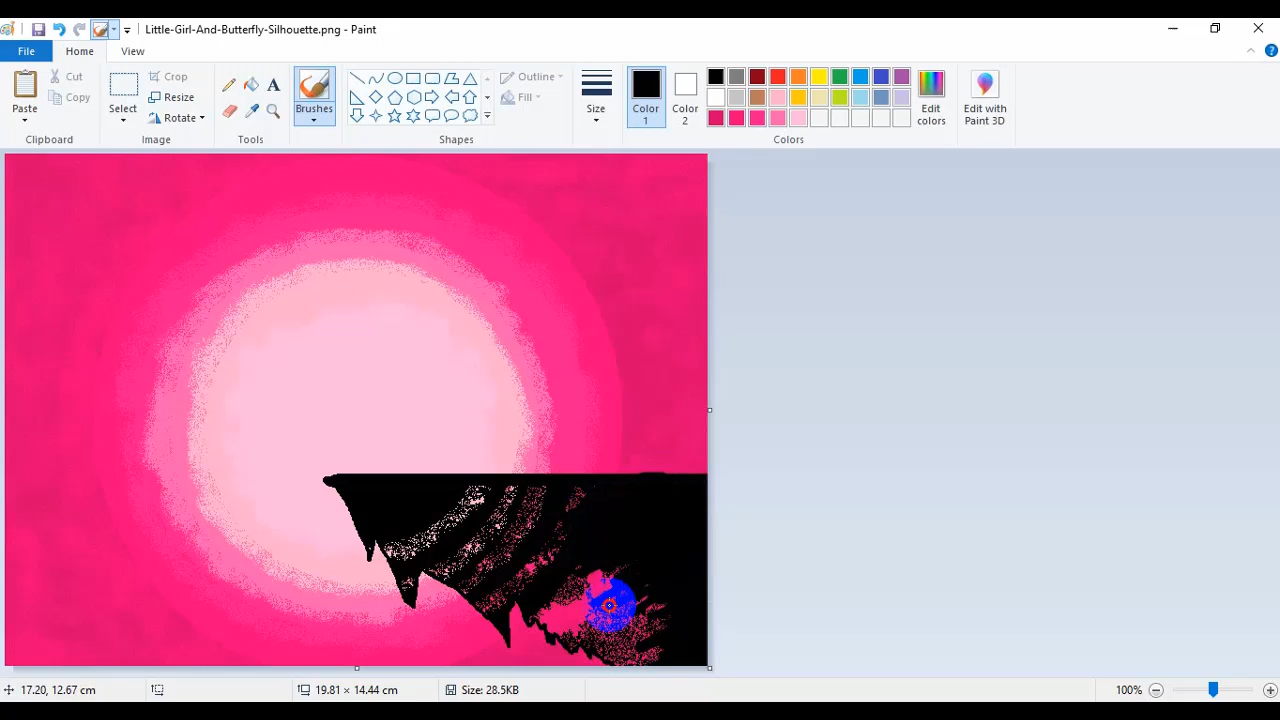 Little-Girl-And-Butterfly-Silhouette.png - Paint
File Home View
Paste
Cut
Copy
Clipboard
Select
Crop
Resize
Rotate
Image
A
Tools
Brushes
Outline
Fill
Shapes
Size
Color 1
Color 2
Edit colors
Edit with Paint 3D
Colors
17.20, 12.67 cm
19.81 × 14.44 cm
Size: 28.5KB
100%